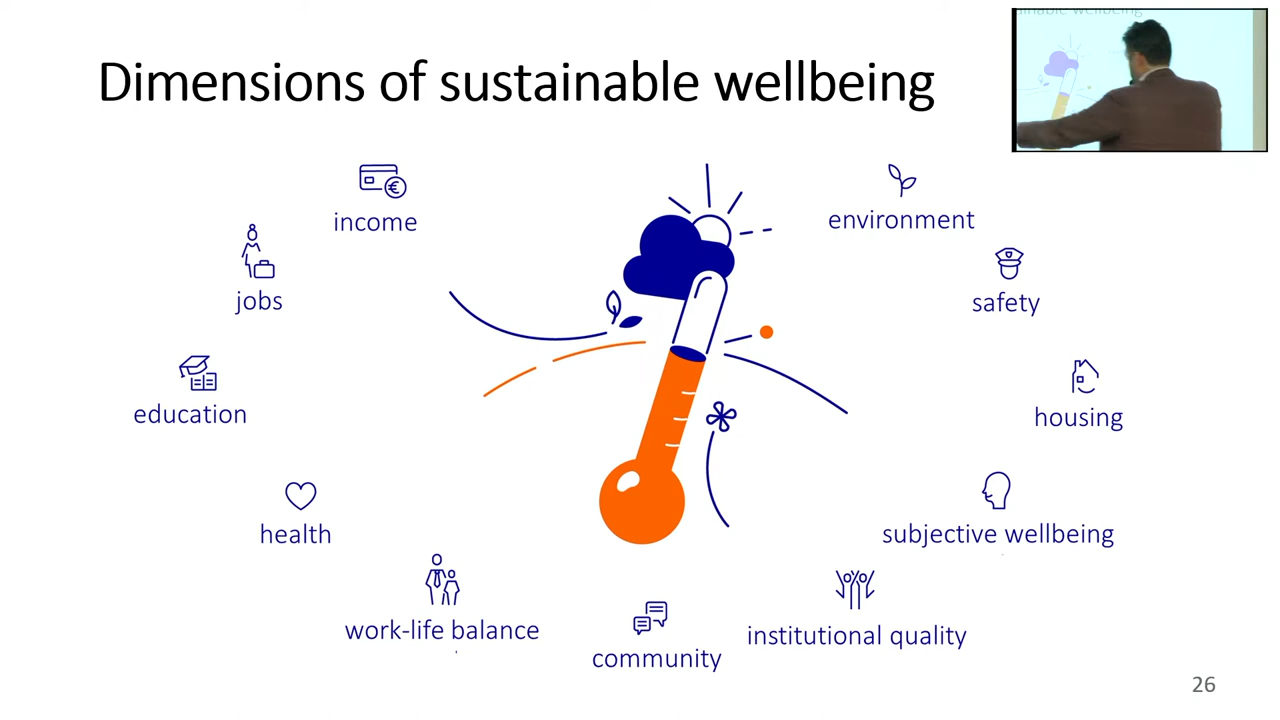 Dimensions of sustainable wellbeing
income
environment
jobs
safety
education
housing
health
subjective wellbeing
work-life balance
institutional quality
community
26